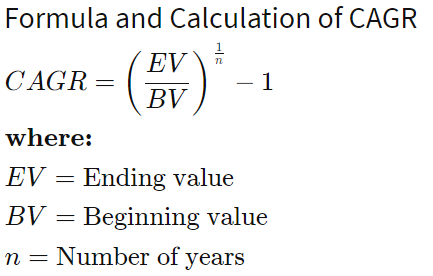 Formula and Calculation of CAGR
CAGR = (EV/BV)^(1/n) − 1
where:
EV = Ending value
BV = Beginning value
n = Number of years